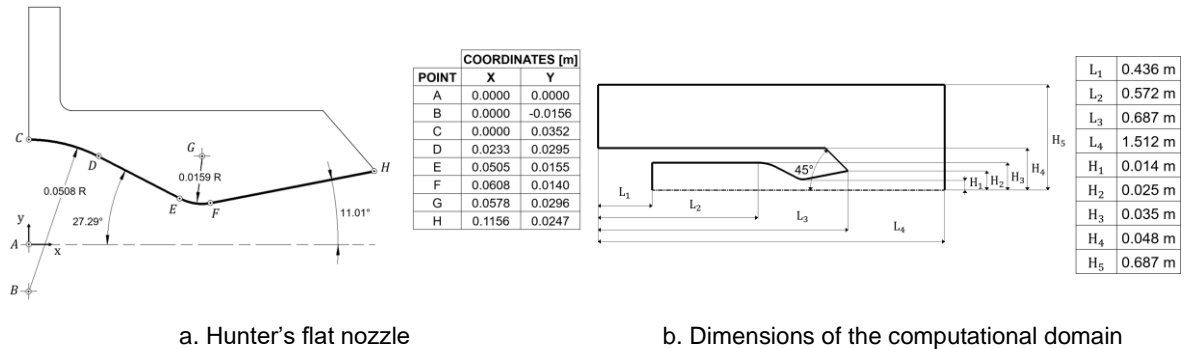 C
D
G
H
0.0508 R
0.0159 R
E
F
27.29°
11.01°
y
A
x
B
COORDINATES [m]
POINT X Y
A 0.0000 0.0000
B 0.0000 -0.0156
C 0.0000 0.0352
D 0.0233 0.0295
E 0.0505 0.0155
F 0.0608 0.0140
G 0.0578 0.0296
H 0.1156 0.0247
45°
L₁
L₂
L₃
L₄
H₁
H₂
H₃
H₄
H₅
L₁ 0.436 m
L₂ 0.572 m
L₃ 0.687 m
L₄ 1.512 m
H₁ 0.014 m
H₂ 0.025 m
H₃ 0.035 m
H₄ 0.048 m
H₅ 0.687 m
a. Hunter's flat nozzle
b. Dimensions of the computational domain